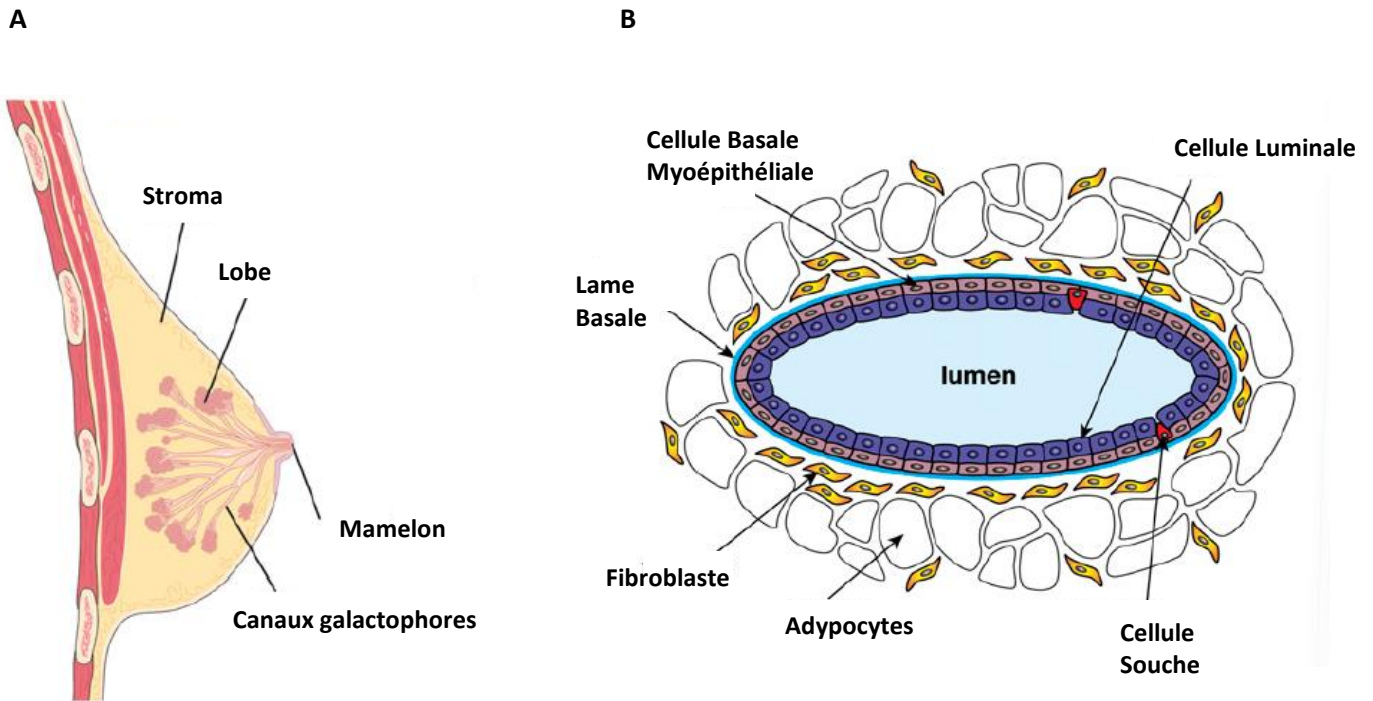 A
B
Stroma
Lobe
Mamelon
Canaux galactophores
Cellule Basale
Myoépithéliale
Cellule Luminale
Lame
Basale
lumen
Fibroblaste
Adypocytes
Cellule
Souche